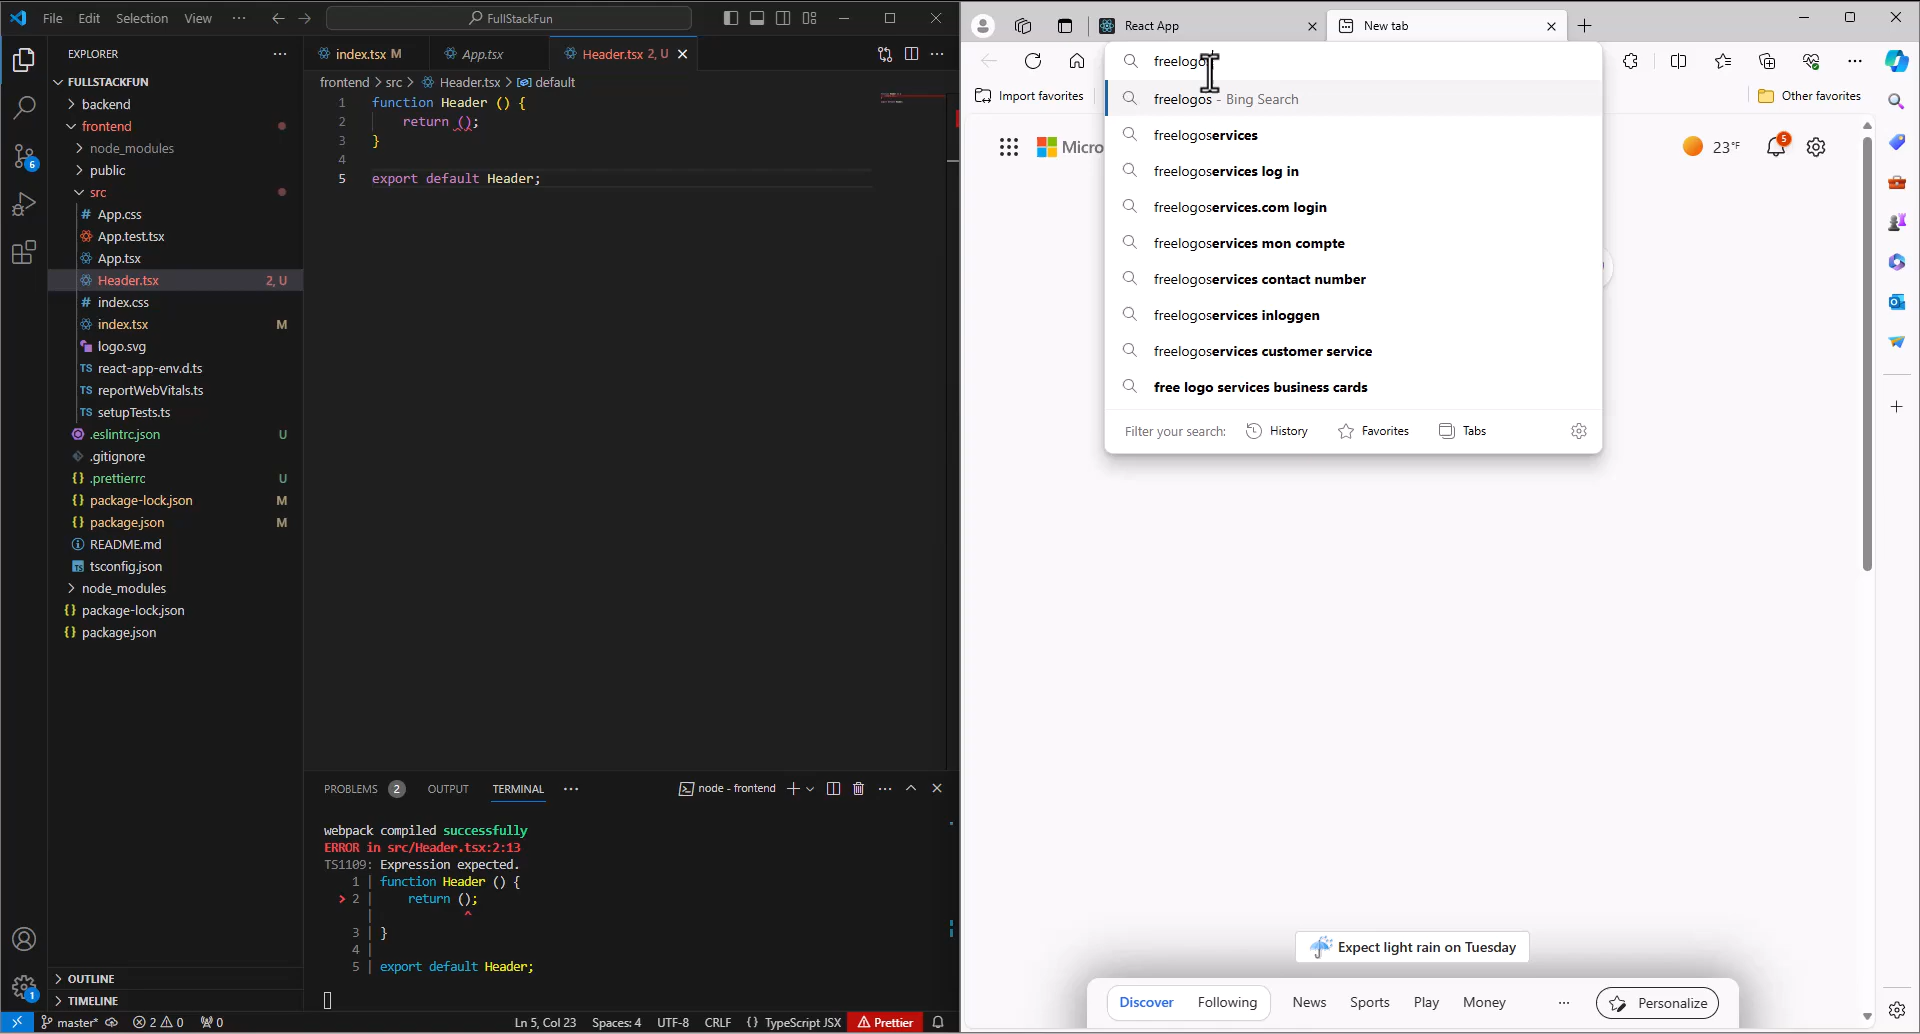 File Edit Selection View ··· FullStackFun
EXPLORER ···
FULLSTACKFUN
backend
frontend
node_modules
public
src
# App.css
App.test.tsx
App.tsx
Header.tsx 2, U
# index.css
index.tsx M
logo.svg
TS react-app-env.d.ts
TS reportWebVitals.ts
TS setupTests.ts
.eslintrc.json U
.gitignore
{} .prettierrc U
{} package-lock.json M
{} package.json M
README.md
TS tsconfig.json
node_modules
{} package-lock.json
{} package.json
OUTLINE
TIMELINE
6
1
index.tsx M App.tsx Header.tsx 2, U
frontend > src > Header.tsx > default
1 function Header () {
2 return ();
3 }
4
5 export default Header;
PROBLEMS 2 OUTPUT TERMINAL ··· node - frontend
webpack compiled successfully
ERROR in src/Header.tsx:2:13
TS1109: Expression expected.
1 | function Header () {
> 2 | return ();
| ^
3 | }
4 |
5 | export default Header;
master* 2 0 0 Ln 5, Col 23 Spaces: 4 UTF-8 CRLF {} TypeScript JSX Prettier
React App New tab
freelogo
Import favorites Other favorites
freelogos - Bing Search
freelogoservices
freelogoservices log in
freelogoservices.com login
freelogoservices mon compte
freelogoservices contact number
freelogoservices inloggen
freelogoservices customer service
free logo services business cards
Filter your search: History Favorites Tabs
Micro
23°F 5
Expect light rain on Tuesday
Discover Following News Sports Play Money ··· Personalize